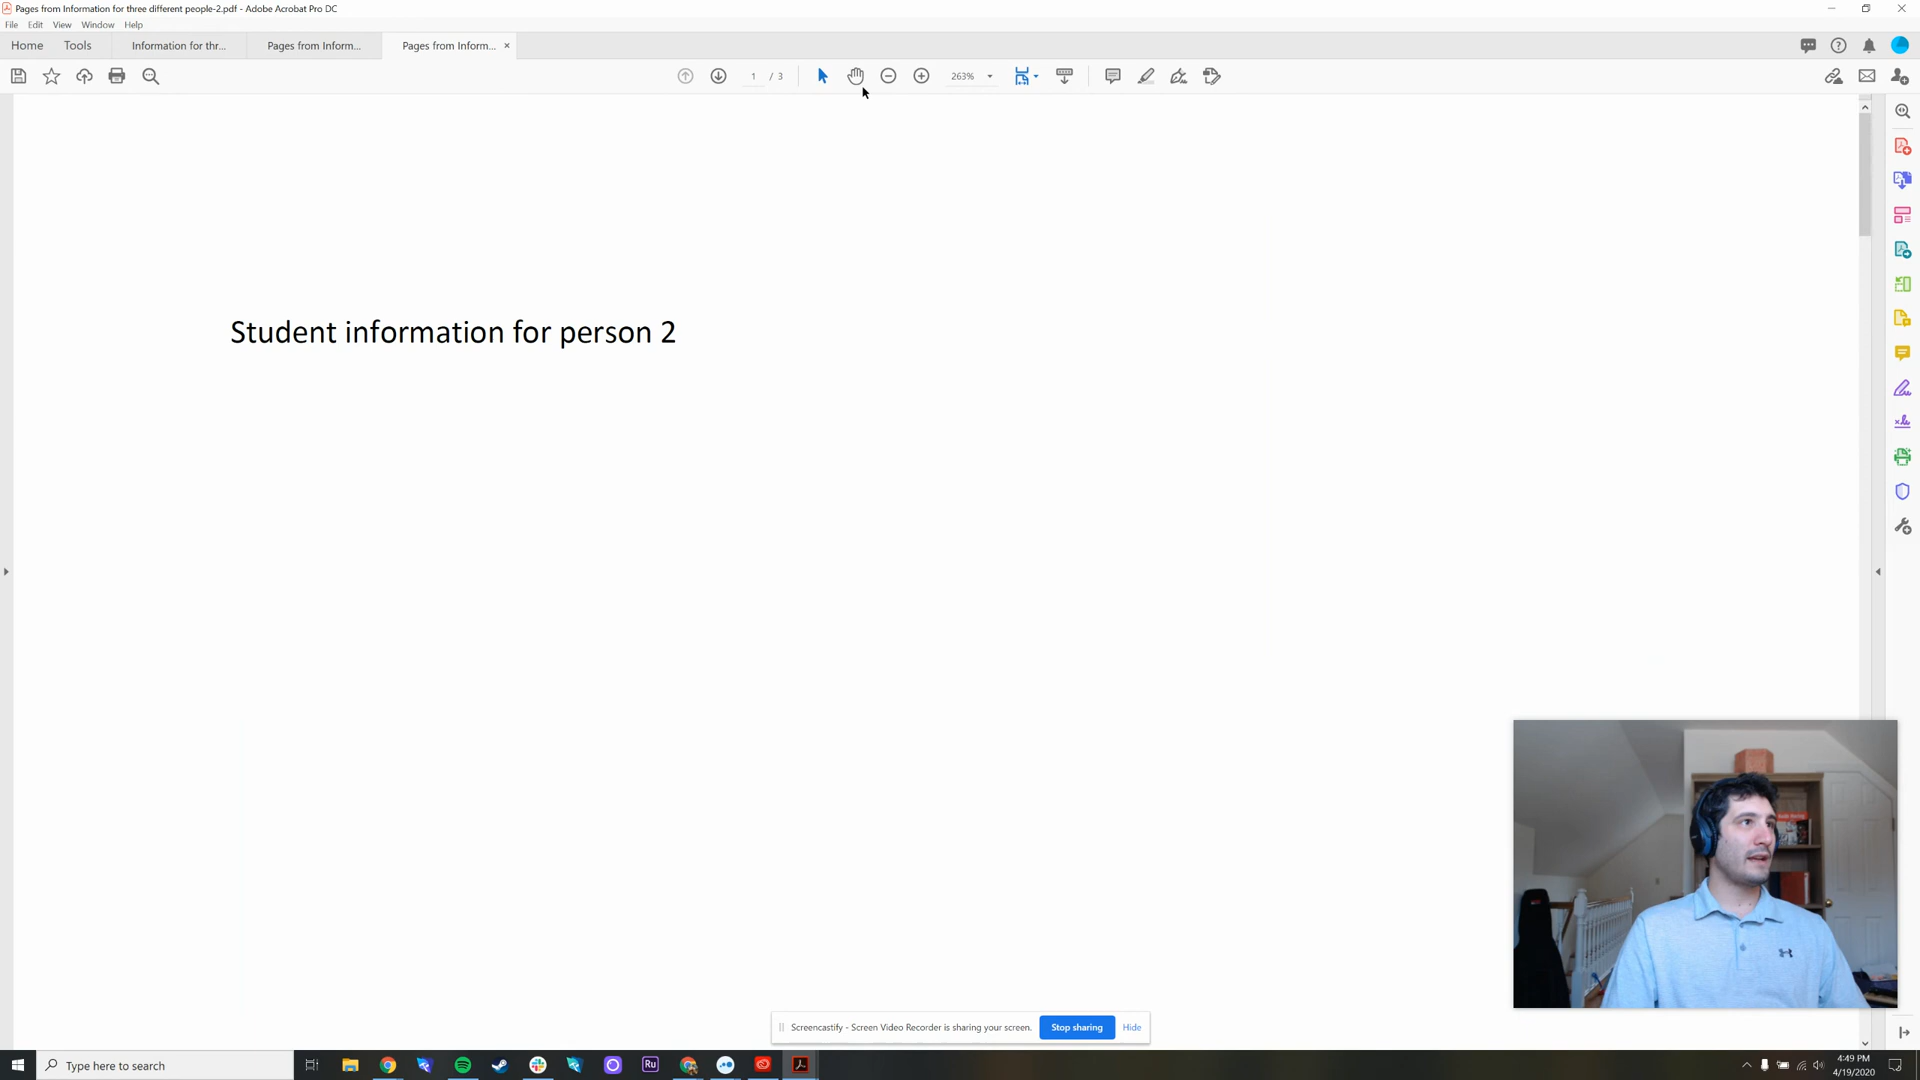 Pages from Information for three different people-2.pdf - Adobe Acrobat Pro DC
File Edit View Window Help
Home Tools Information for thr... Pages from Inform... Pages from Inform... ×
1 / 3 263%
Student information for person 2
Screencastify - Screen Video Recorder is sharing your screen. Stop sharing Hide
Type here to search
Ru
4:49 PM
4/19/2020